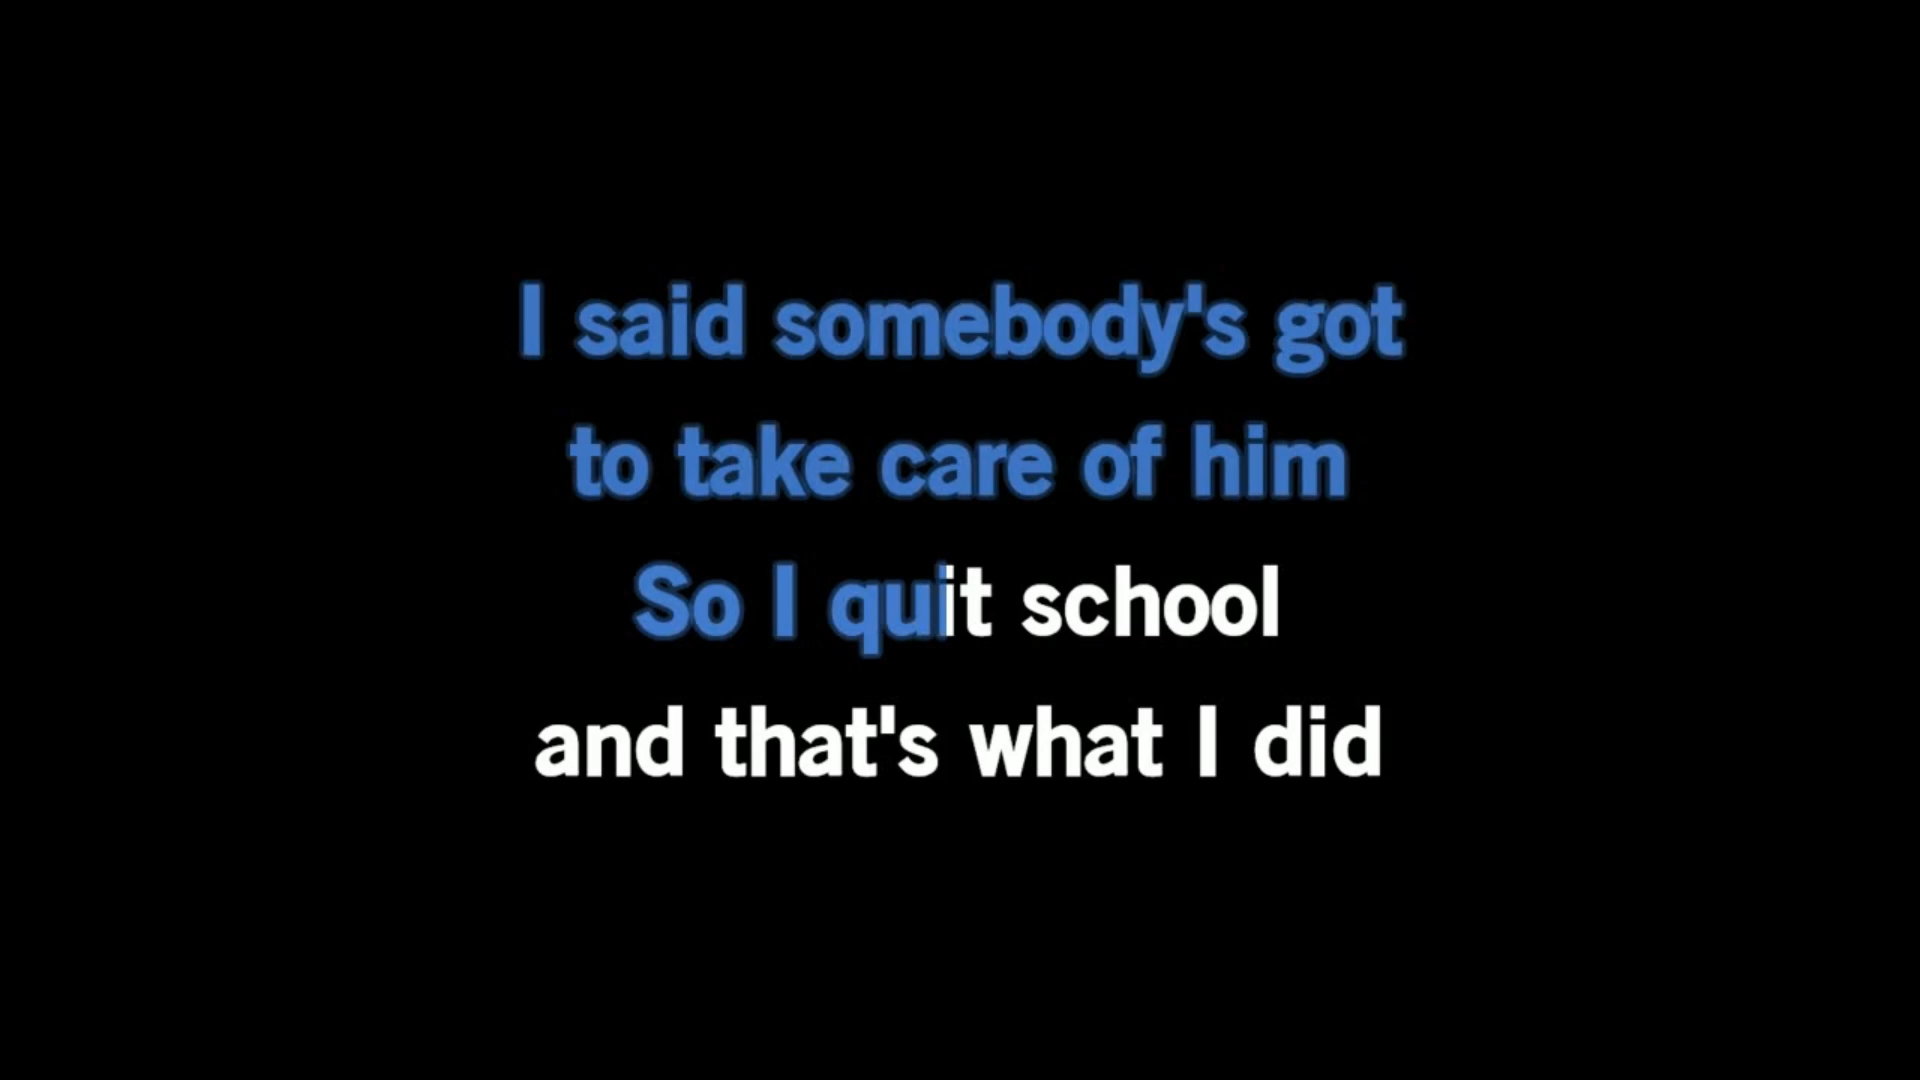 I said somebody's got
to take care of him
So I quit school
and that's what I did